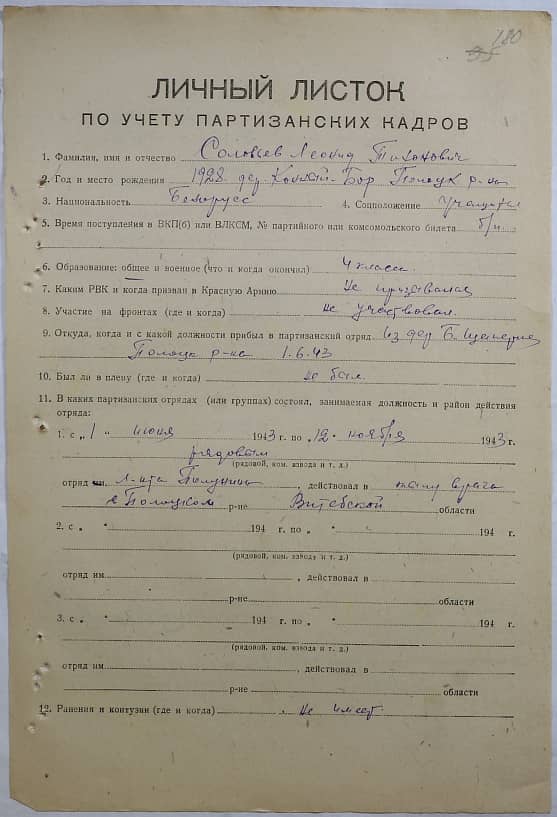 180
ЛИЧНЫЙ ЛИСТОК
ПО УЧЕТУ ПАРТИЗАНСКИХ КАДРОВ
1. Фамилия, имя и отчество Соловьев Леонид Тихонович
2. Год и место рождения 1928 дер. Бор Полоцк р-на
3. Национальность Белорусс 4. Соцположение учащийся
5. Время поступления в ВКП(б) или ВЛКСМ, № партийного или комсомольского билета б/п
6. Образование: общее и военное (что и когда окончил) 4 класса
7. Каким РВК и когда призван в Красную Армию не призывался
8. Участие на фронтах (где и когда) не участвовал
9. Откуда, когда и с какой должности прибыл в партизанский отряд из дер Б.
Полоцк р-на 1.6.43
10. Был ли в плену (где и когда) не был
11. В каких партизанских отрядах (или группах) состоял, занимаемая должность и район действия
отряда:
1. с „1 " июня 1943 г. по „12 " ноября 1943 г.
рядовым
(рядовой, ком. взвода и т. д.)
отряд Л-нта , действовал в тылу врага
в Полоцком р-не Витебской области
2. с „ " 194 г. по „ " 194 г.
(рядовой, ком. взвода и т. д.)
отряд им. , действовал в
р-не области
3. с „ " 194 г. по „ " 194 г.
(рядовой, ком. взвода и т. д.)
отряд им. , действовал в
р-не области
12. Ранения и контузии (где и когда) не имеет